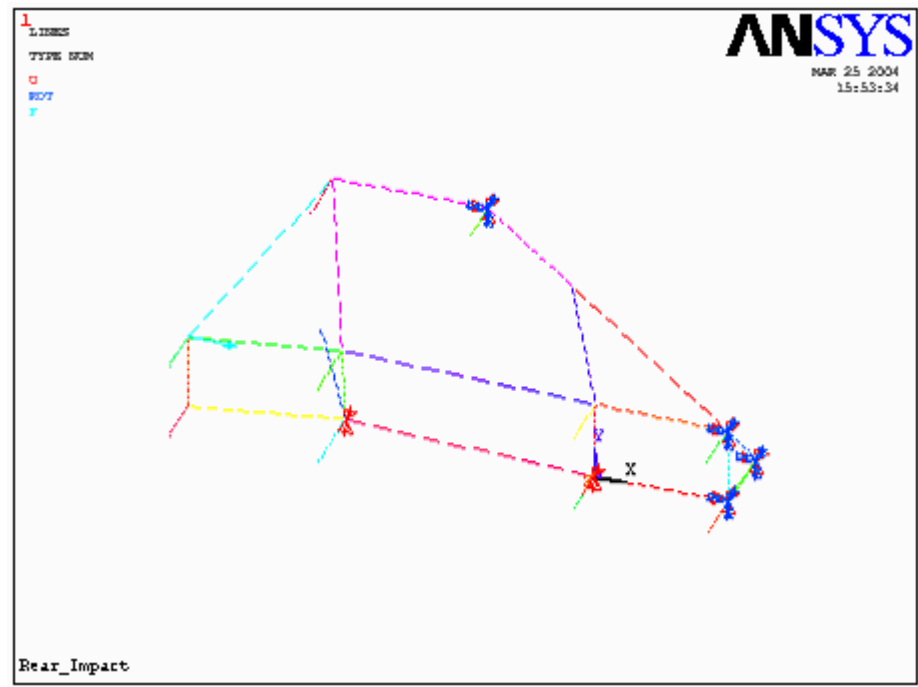 1
LINES
TYPE NUM
U
ROT
F
ANSYS
MAR 25 2004
15:53:34
Y
X
Rear_Impact